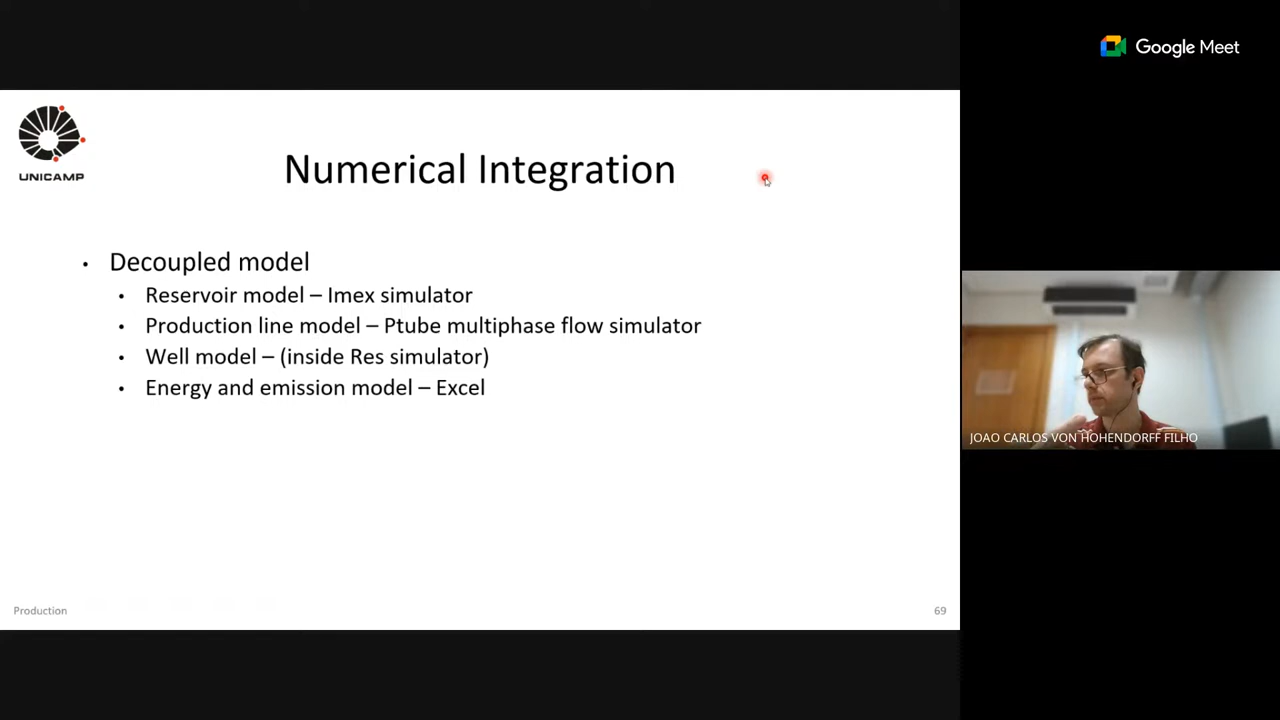 Google Meet
UNICAMP
Numerical Integration
• Decoupled model
• Reservoir model – Imex simulator
• Production line model – Ptube multiphase flow simulator
• Well model – (inside Res simulator)
• Energy and emission model – Excel
JOAO CARLOS VON HOHENDORFF FILHO
Production
69